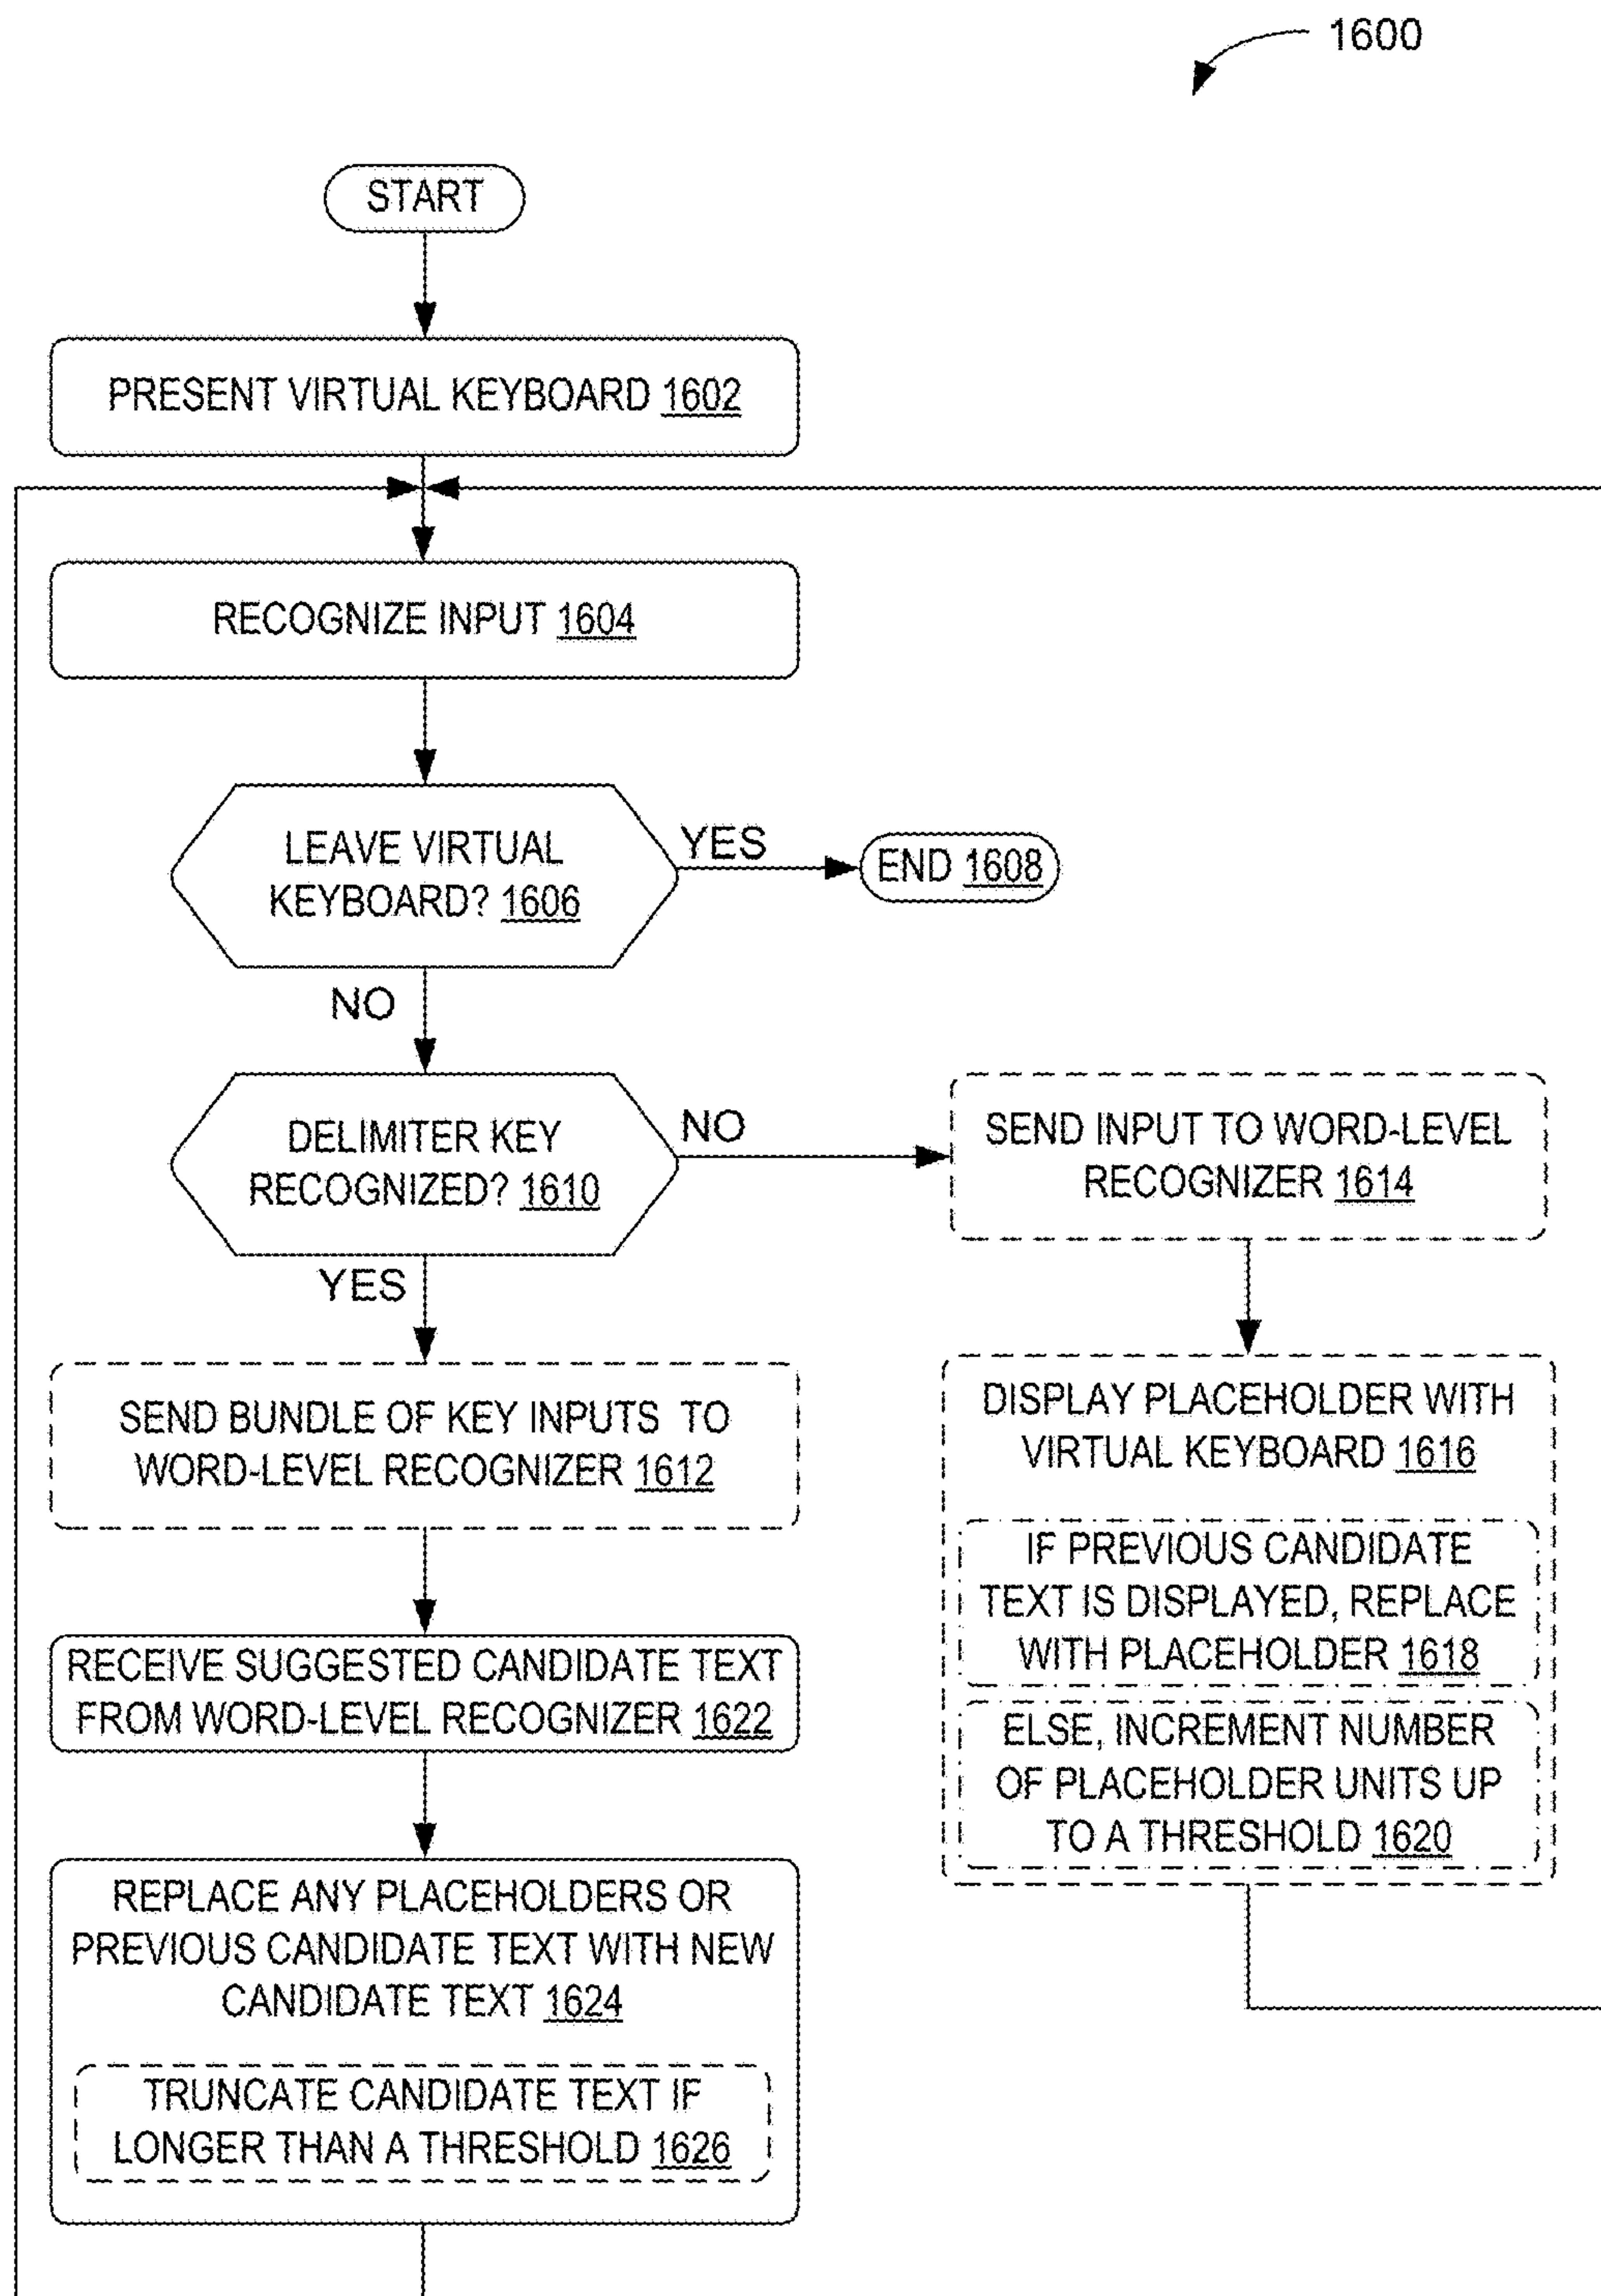 1600
START
PRESENT VIRTUAL KEYBOARD 1602
RECOGNIZE INPUT 1604
LEAVE VIRTUAL
KEYBOARD? 1606
YES
END 1608
NO
DELIMITER KEY
RECOGNIZED? 1610
NO
SEND INPUT TO WORD-LEVEL
RECOGNIZER 1614
YES
SEND BUNDLE OF KEY INPUTS TO
WORD-LEVEL RECOGNIZER 1612
DISPLAY PLACEHOLDER WITH
VIRTUAL KEYBOARD 1616
IF PREVIOUS CANDIDATE
TEXT IS DISPLAYED, REPLACE
WITH PLACEHOLDER 1618
ELSE, INCREMENT NUMBER
OF PLACEHOLDER UNITS UP
TO A THRESHOLD 1620
RECEIVE SUGGESTED CANDIDATE TEXT
FROM WORD-LEVEL RECOGNIZER 1622
REPLACE ANY PLACEHOLDERS OR
PREVIOUS CANDIDATE TEXT WITH NEW
CANDIDATE TEXT 1624
TRUNCATE CANDIDATE TEXT IF
LONGER THAN A THRESHOLD 1626